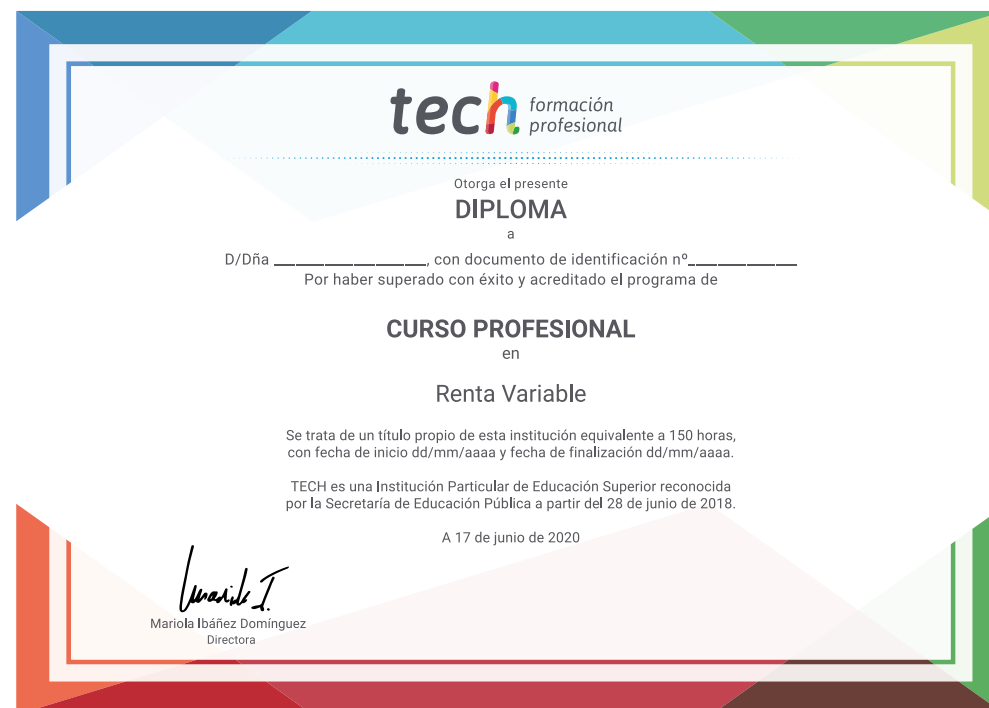 tech formación
profesional
Otorga el presente
DIPLOMA
a
D/Dña ______________, con documento de identificación nº__________
Por haber superado con éxito y acreditado el programa de
CURSO PROFESIONAL
en
Renta Variable
Se trata de un título propio de esta institución equivalente a 150 horas,
con fecha de inicio dd/mm/aaaa y fecha de finalización dd/mm/aaaa.
TECH es una Institución Particular de Educación Superior reconocida
por la Secretaría de Educación Pública a partir del 28 de junio de 2018.
A 17 de junio de 2020
Mariola Ibáñez Domínguez
Directora